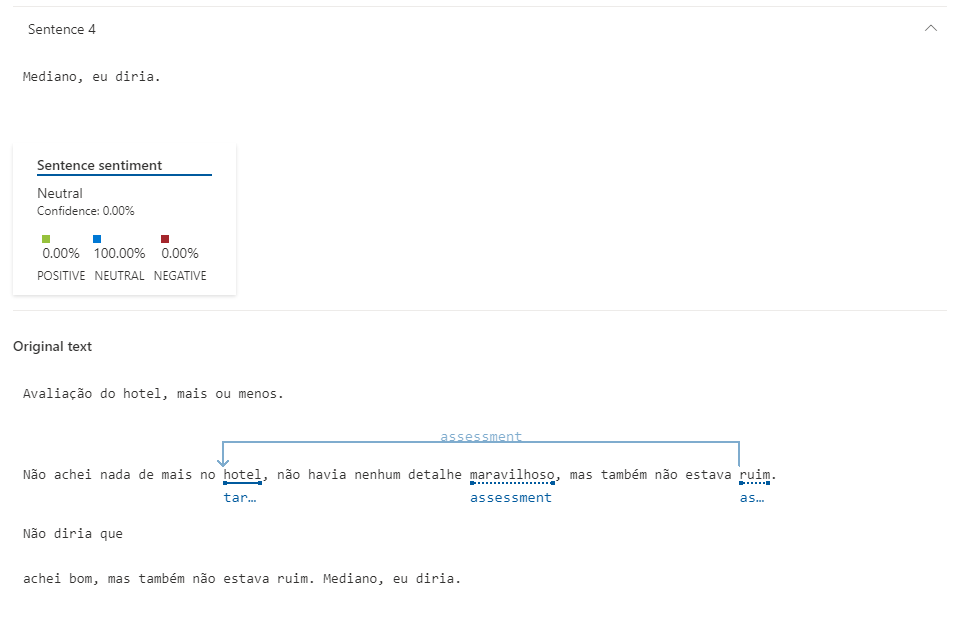 Sentence 4
Mediano, eu diria.
Sentence sentiment
Neutral
Confidence: 0.00%
0.00% 100.00% 0.00%
POSITIVE NEUTRAL NEGATIVE
Original text
Avaliação do hotel, mais ou menos.
assessment
Não achei nada de mais no hotel, não havia nenhum detalhe maravilhoso, mas também não estava ruim.
tar… assessment as…
Não diria que
achei bom, mas também não estava ruim. Mediano, eu diria.